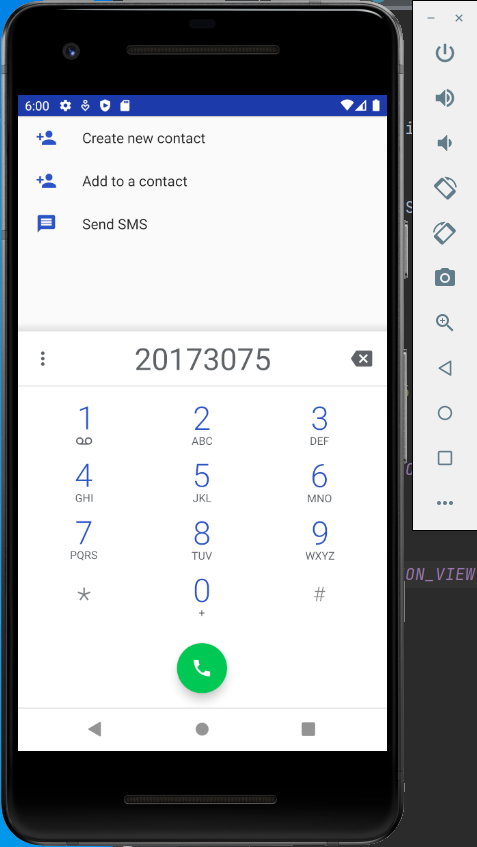 6:00
Create new contact
Add to a contact
Send SMS
20173075
1 2 3
ABC DEF
4 5 6
GHI JKL MNO
7 8 9
PQRS TUV WXYZ
* 0 #
+
ON_VIEW